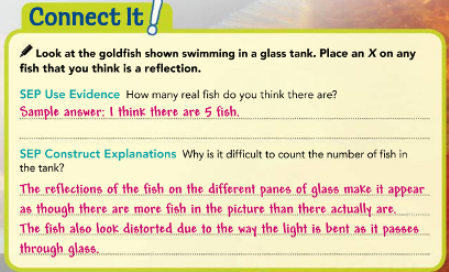 Connect It!
Look at the goldfish shown swimming in a glass tank. Place an X on any
fish that you think is a reflection.
SEP Use Evidence How many real fish do you think there are?
Sample answer: I think there are 5 fish.
SEP Construct Explanations Why is it difficult to count the number of fish in
the tank?
The reflections of the fish on the different panes of glass make it appear
as though there are more fish in the picture than there actually are.
The fish also look distorted due to the way the light is bent as it passes
through glass.